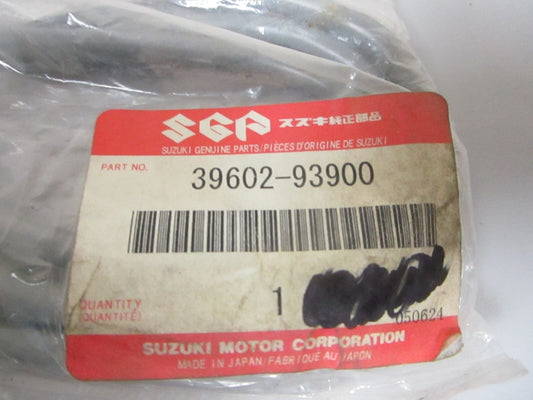 SGP スズキ純正部品
SUZUKI GENUINE PARTS/PIÈCES D'ORIGINE DE SUZUKI
PART NO. 39602-93900
QUANTITY 1
(QUANTITÉ)
050624
SUZUKI MOTOR CORPORATION
MADE IN JAPAN/FABRIQUÉ AU JAPON